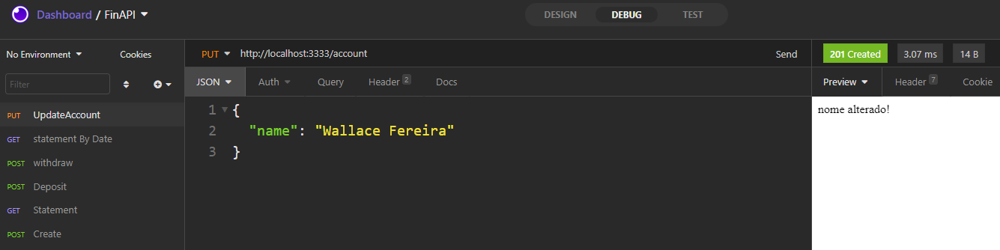 Dashboard / FinAPI
DESIGN DEBUG TEST
No Environment Cookies
PUT http://localhost:3333/account Send
201 Created 3.07 ms 14 B
Filter
JSON Auth Query Header 2 Docs
Preview Header 7 Cookie
PUT UpdateAccount
GET statement By Date
POST withdraw
POST Deposit
GET Statement
POST Create
1 {
2 "name": "Wallace Fereira"
3 }
nome alterado!